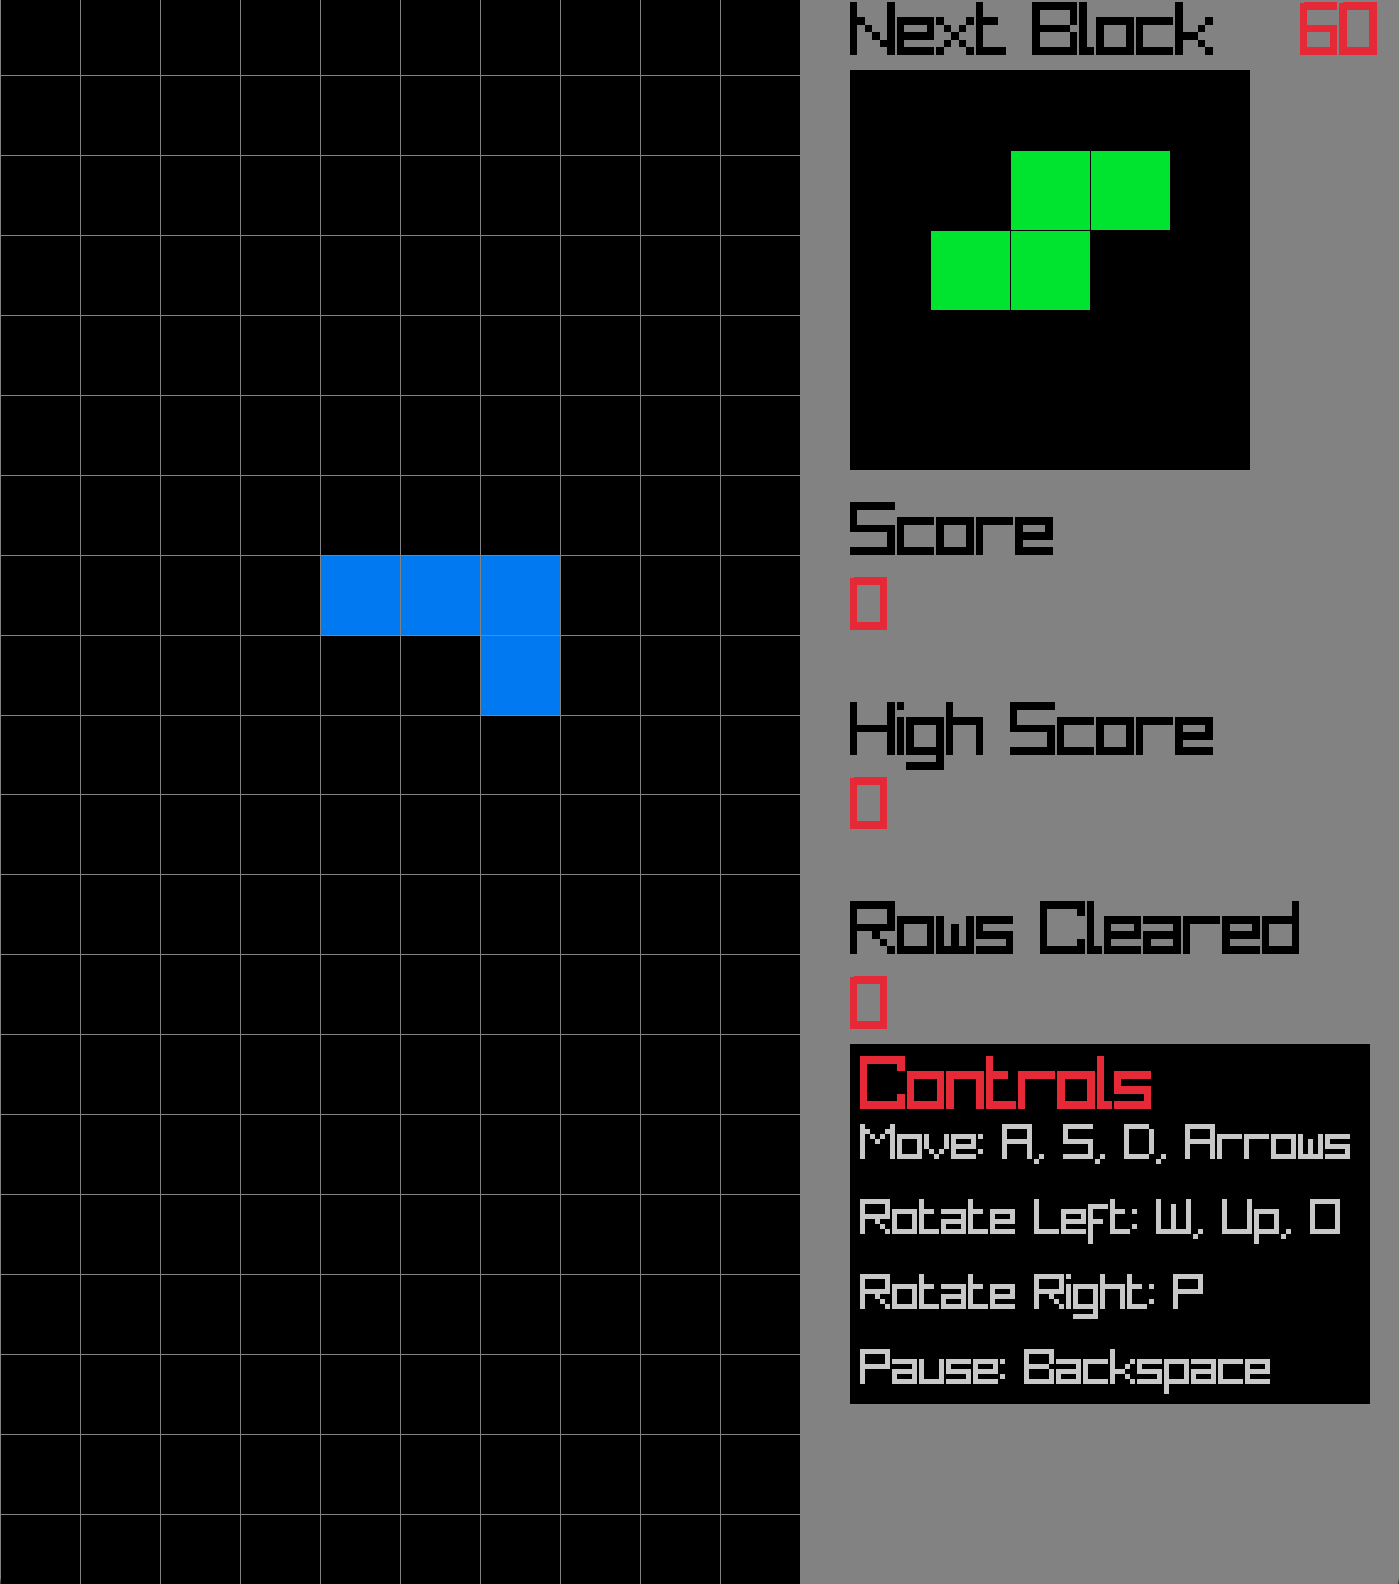 Next Block 60
Score
0
High Score
0
Rows Cleared
0
Controls
Move: A, S, D, Arrows
Rotate Left: W, Up, O
Rotate Right: P
Pause: Backspace